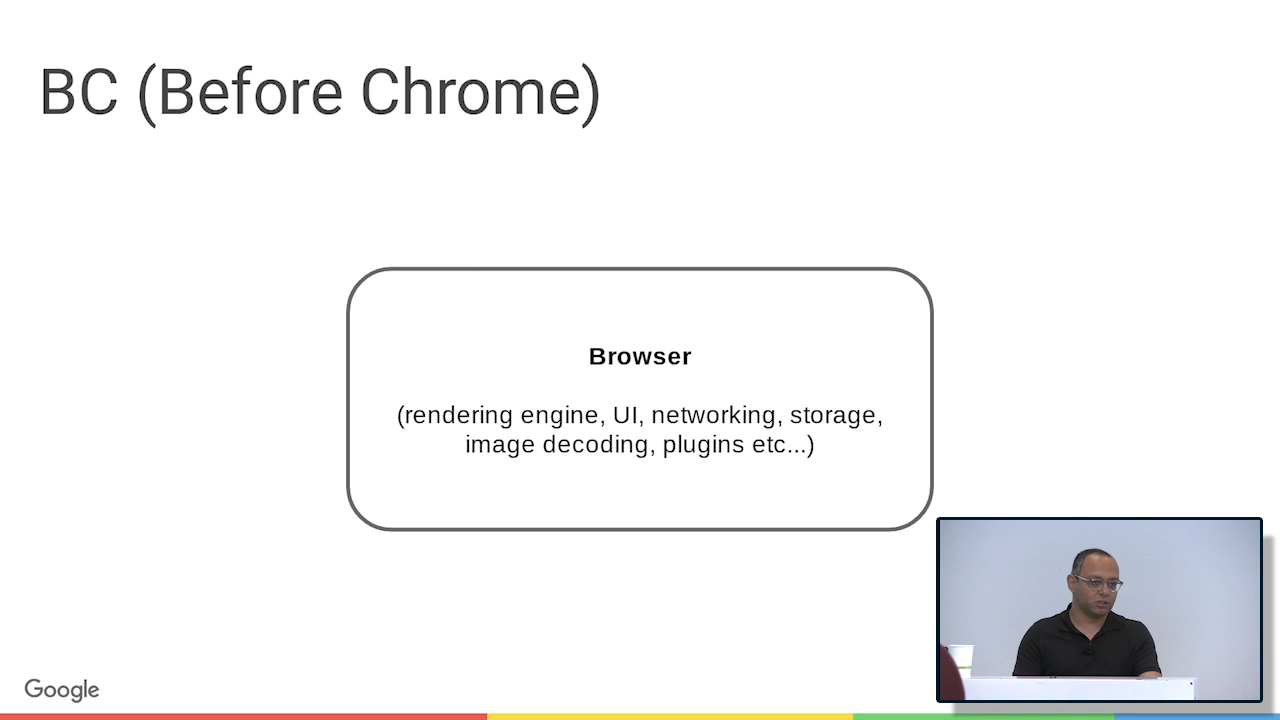 BC (Before Chrome)
Browser
(rendering engine, UI, networking, storage,
image decoding, plugins etc...)
Google